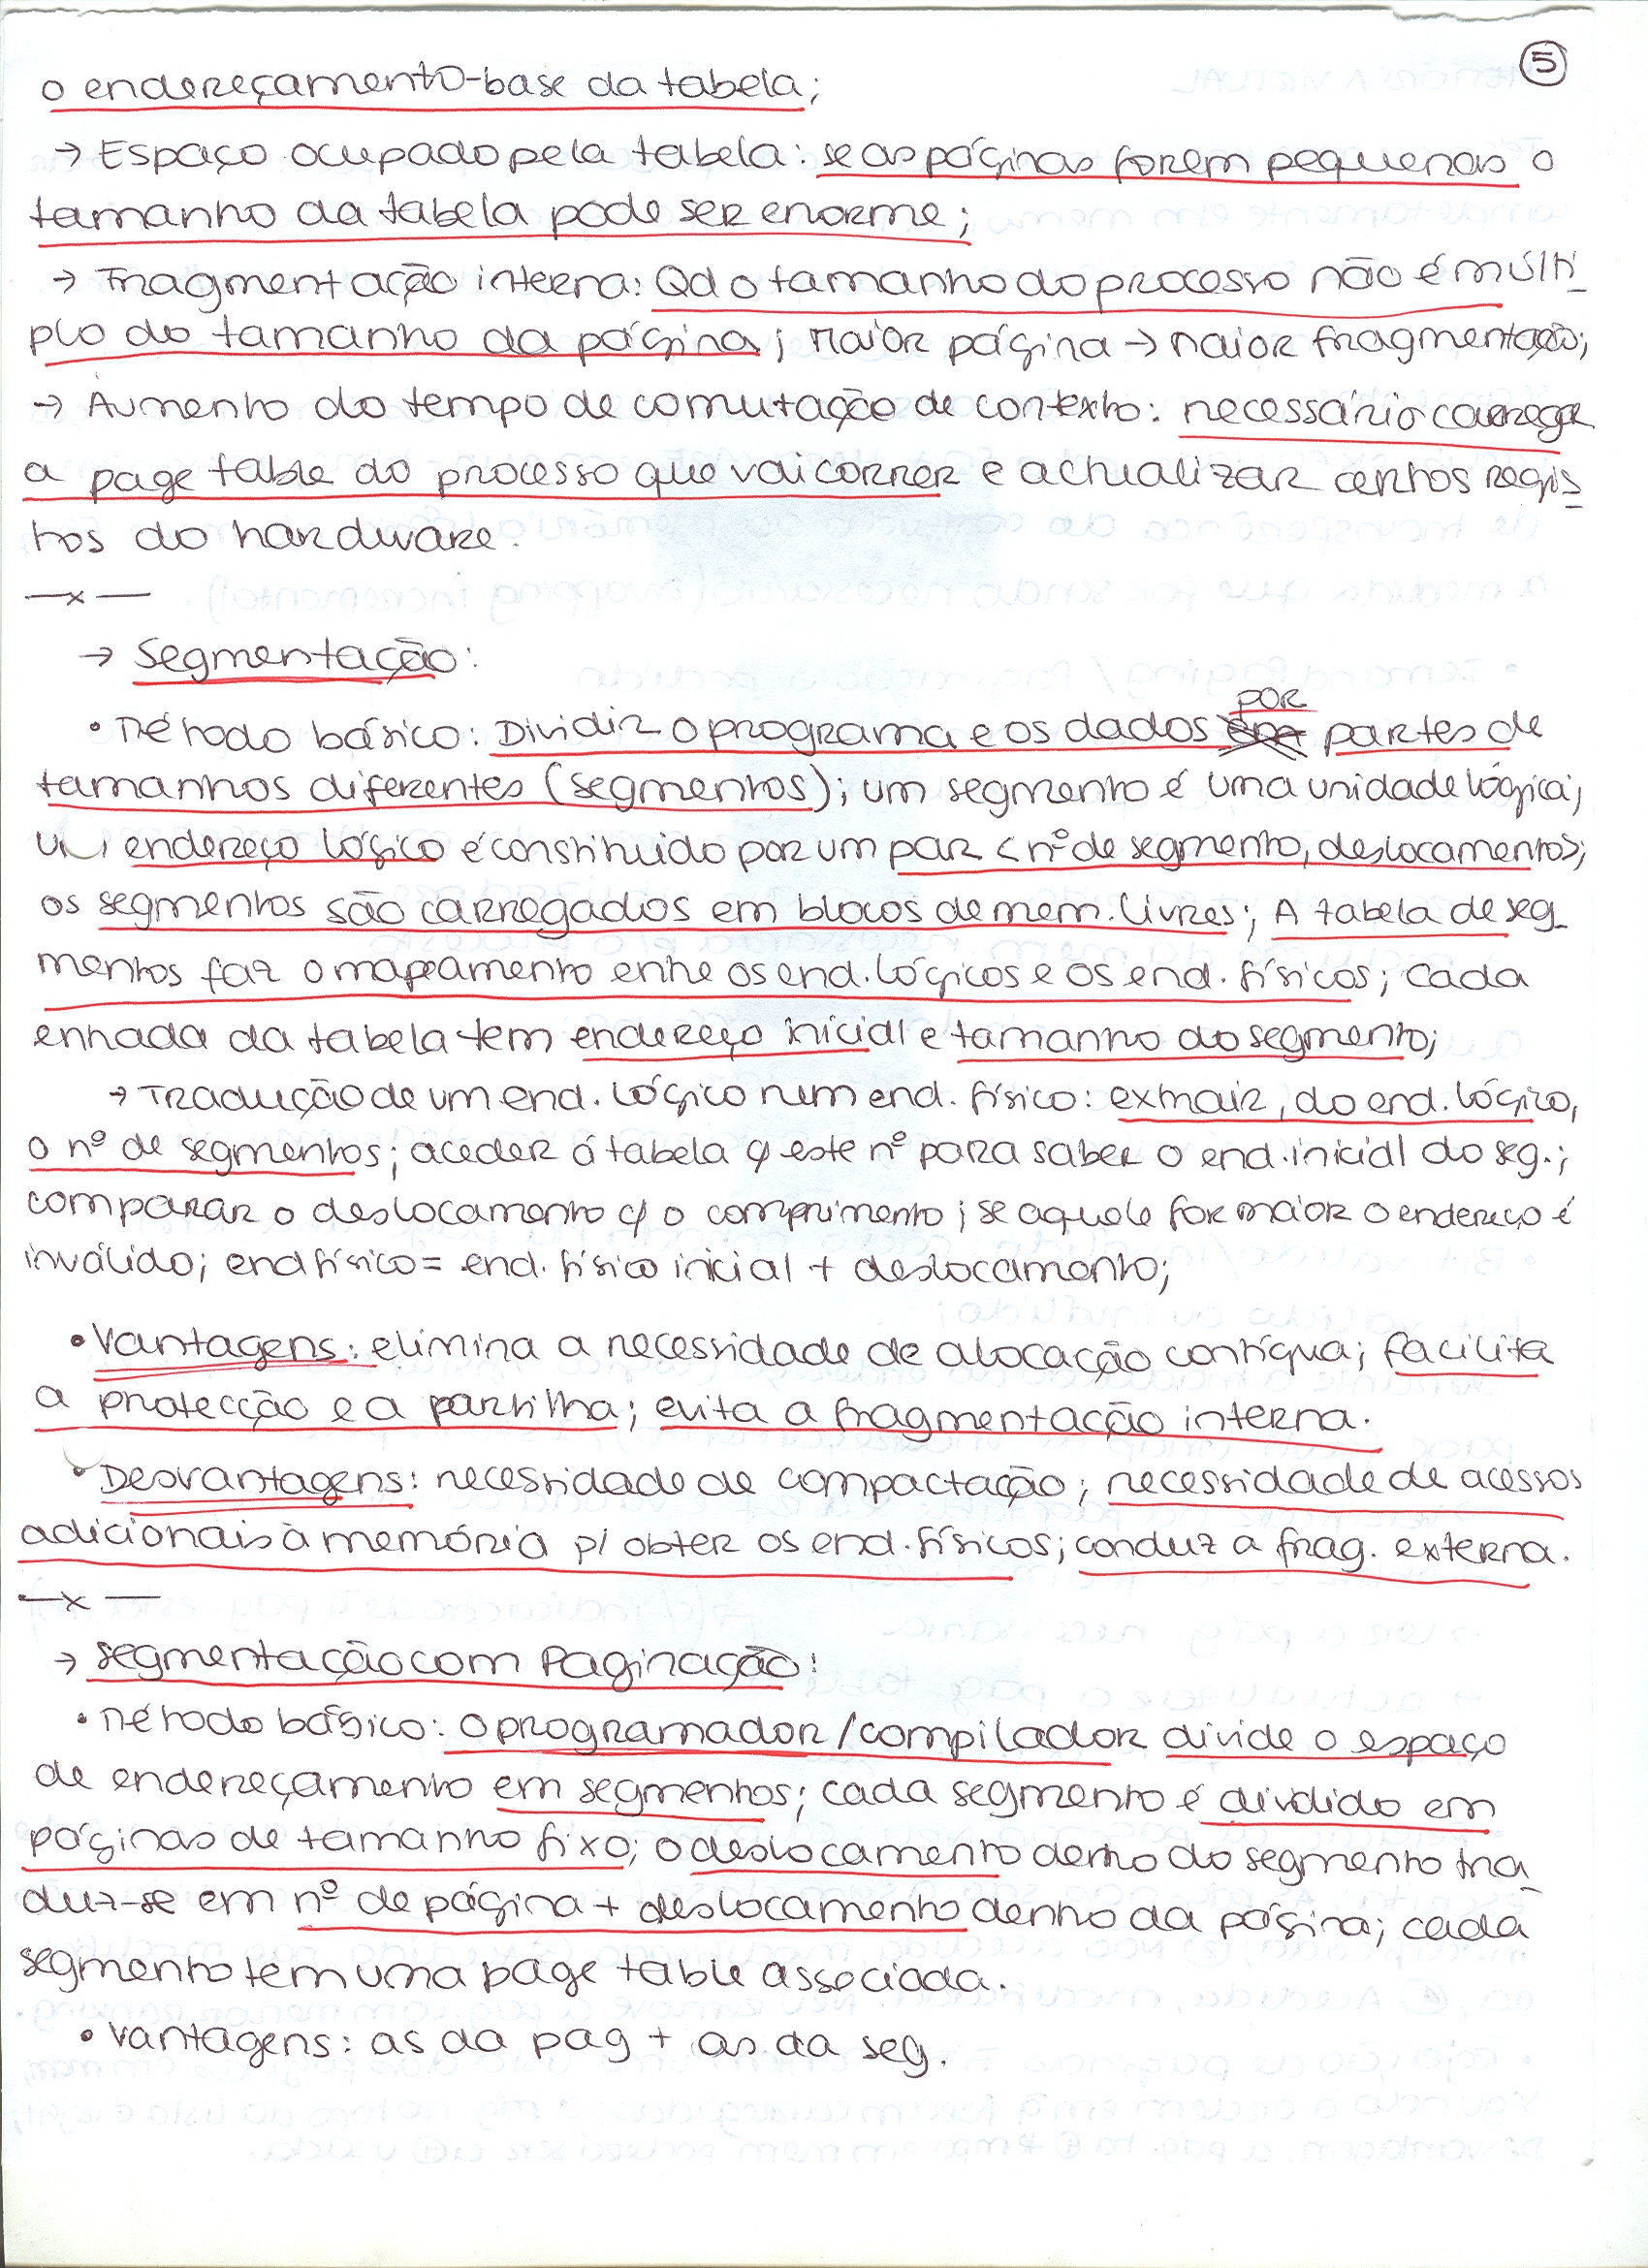 5
o endereçamento-base da tabela;
→ Espaço ocupado pela tabela: se as páginas forem pequenas o
tamanho da tabela pode ser enorme;
→ Fragmentação interna: Qd o tamanho do processo não é múlti-
plo do tamanho da página; Maior página → Maior fragmentação;
→ Aumento do tempo de comutação de contexto: necessário carregar
a page table do processo que vai correr e actualizar certos regis-
tos do hardware.
—x—
→ Segmentação:
• Método básico: Dividir o programa e os dados por partes de
tamanhos diferentes (segmentos); um segmento é uma unidade lógica;
um endereço lógico é constituído por um par <nº de segmento, deslocamento>;
os segmentos são carregados em blocos de mem. livres; A tabela de seg-
mentos faz o mapeamento entre os end. lógicos e os end. físicos; cada
entrada da tabela tem endereço inicial e tamanho do segmento;
→ Tradução de um end. lógico num end. físico: extrair, do end. lógico,
o nº de segmentos; aceder á tabela c/ este nº para saber o end. inicial do seg.;
comparar o deslocamento c/ o comprimento; se aquele for maior o endereço é
inválido; end físico = end. físico inicial + deslocamento;
• Vantagens: elimina a necessidade de alocação contígua; facilita
a protecção e a partilha; evita a fragmentação interna.
• Desvantagens: necessidade de compactação; necessidade de acessos
adicionais à memória p/ obter os end. físicos; conduz a frag. externa.
—x—
→ Segmentação com Paginação:
• Método básico: o programador/compilador divide o espaço
de endereçamento em segmentos; cada segmento é dividido em
páginas de tamanho fixo; o deslocamento dentro do segmento tra-
duz-se em nº de página + deslocamento dentro da página; cada
segmento tem uma page table associada.
• Vantagens: as da pag + as da seg.